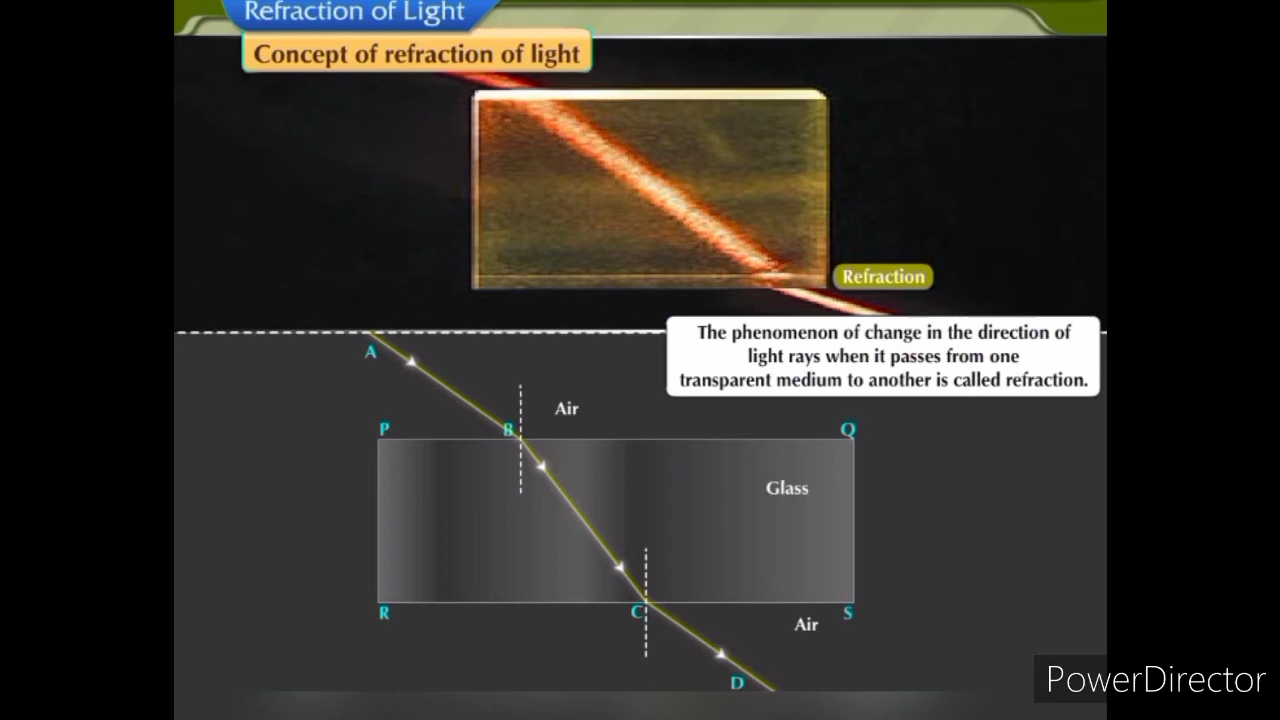 Refraction of Light
Concept of refraction of light
Refraction
The phenomenon of change in the direction of
light rays when it passes from one
transparent medium to another is called refraction.
A
Air
P
B
Q
Glass
R
C
S
Air
D
PowerDirector